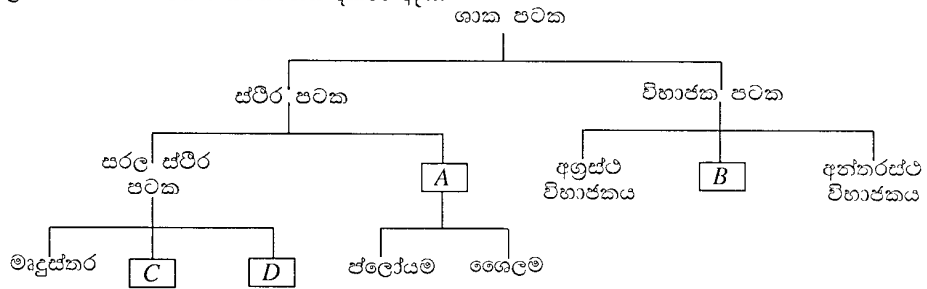 ශාක පටක
ස්ථිර පටක
විභාජක පටක
සරල ස්ථිර
පටක
A
අග්‍රස්ථ
විභාජකය
B
අන්තරස්ථ
විභාජකය
මෘදුස්තර
C
D
ප්ලෝයම
ශෛලම